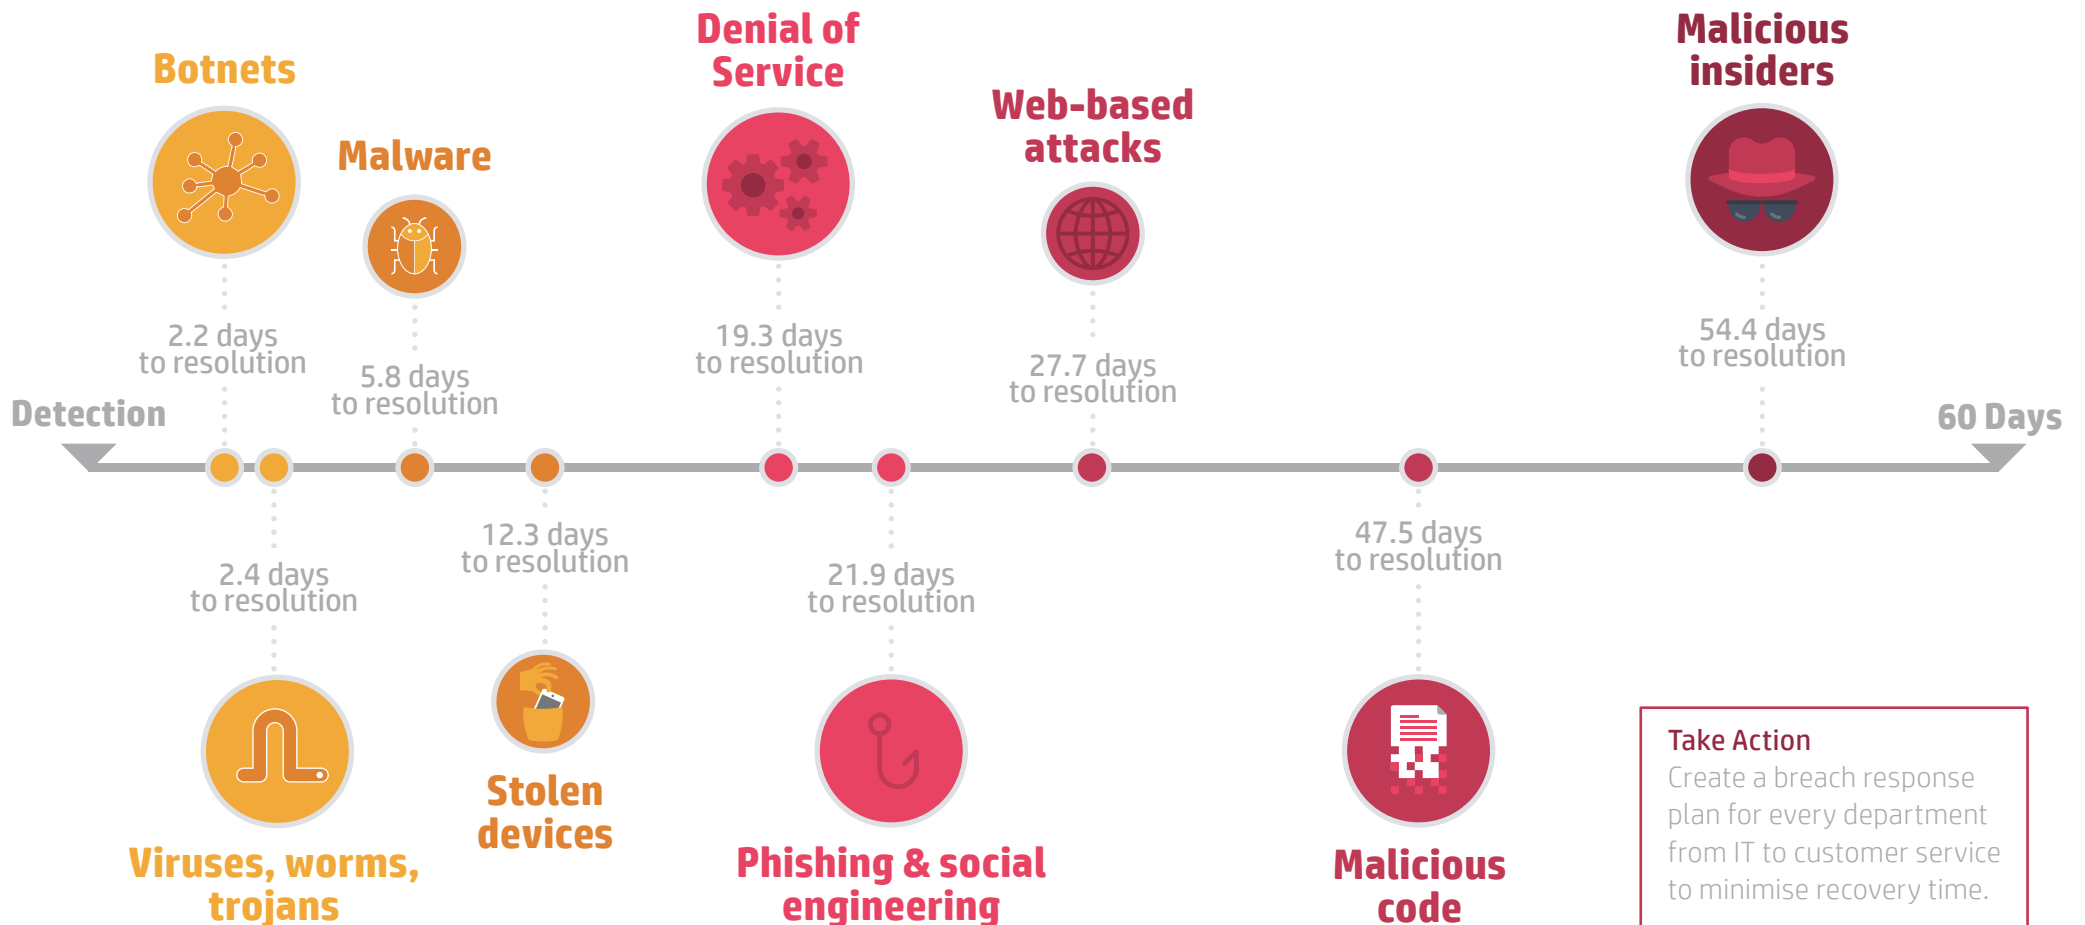 Botnets
2.2 days
to resolution
Malware
5.8 days
to resolution
Denial of
Service
19.3 days
to resolution
Web-based
attacks
27.7 days
to resolution
Malicious
insiders
54.4 days
to resolution
Detection
60 Days
2.4 days
to resolution
Viruses, worms,
trojans
12.3 days
to resolution
Stolen
devices
21.9 days
to resolution
Phishing & social
engineering
47.5 days
to resolution
Malicious
code
Take Action
Create a breach response
plan for every department
from IT to customer service
to minimise recovery time.